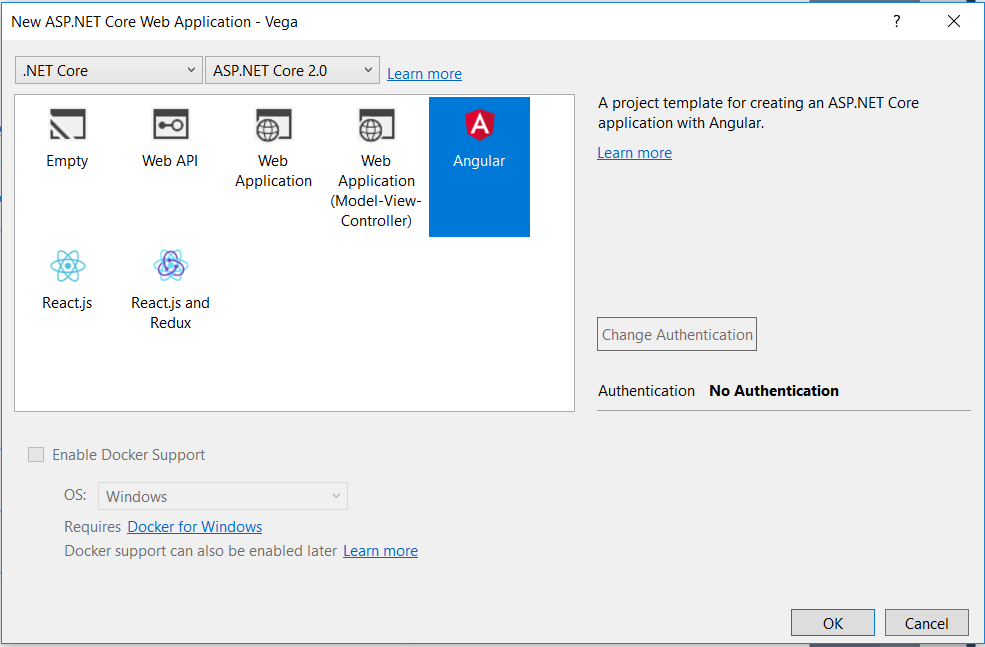 New ASP.NET Core Web Application - Vega
?
.NET Core
ASP.NET Core 2.0
Learn more
Empty
Web API
Web
Application
Web
Application
(Model-View-
Controller)
Angular
React.js
React.js and
Redux
A project template for creating an ASP.NET Core
application with Angular.
Learn more
Change Authentication
Authentication No Authentication
Enable Docker Support
OS: Windows
Requires Docker for Windows
Docker support can also be enabled later Learn more
OK
Cancel